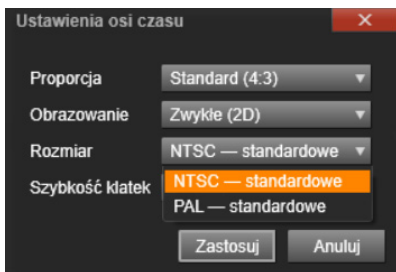 Ustawienia osi czasu
Proporcja Standard (4:3)
Obrazowanie Zwykłe (2D)
Rozmiar NTSC — standardowe
Szybkość klatek NTSC — standardowe
PAL — standardowe
Zastosuj Anuluj